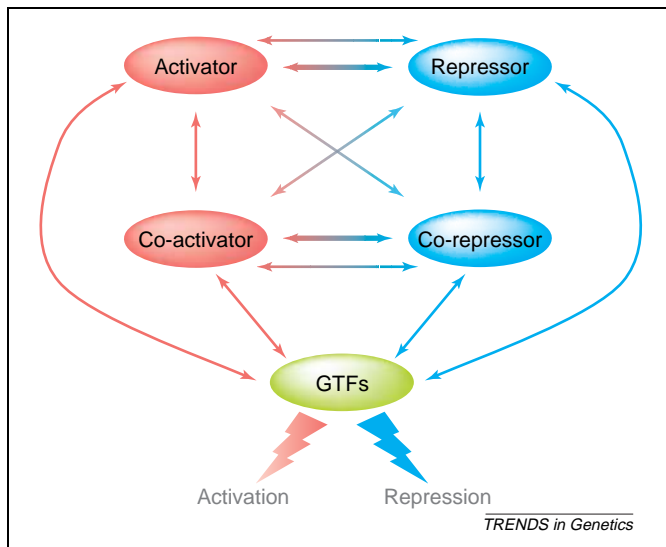 Activator
Repressor
Co-activator
Co-repressor
GTFs
Activation
Repression
TRENDS in Genetics